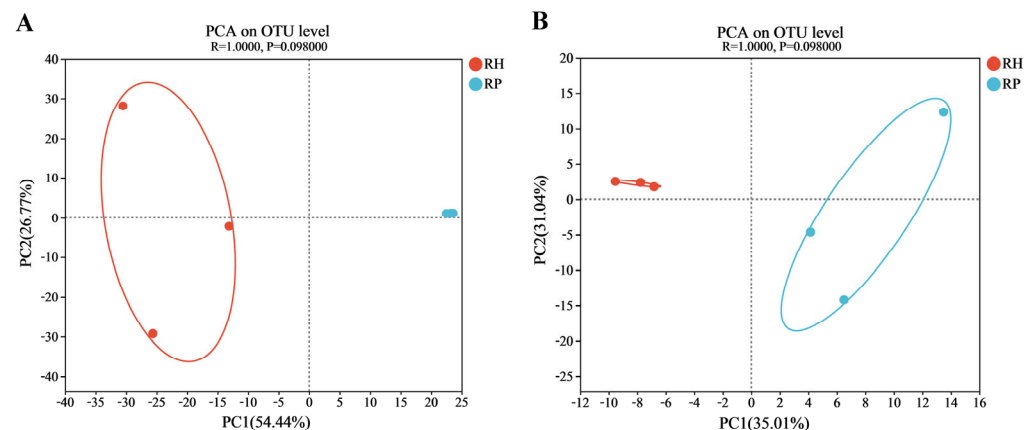 A
PCA on OTU level
R=1.0000, P=0.098000
RH
RP
40
30
20
10
0
-10
-20
-30
-40
PC2(26.77%)
-40 -35 -30 -25 -20 -15 -10 -5 0 5 10 15 20 25
PC1(54.44%)
B
PCA on OTU level
R=1.0000, P=0.098000
RH
RP
20
15
10
5
0
-5
-10
-15
-20
-25
PC2(31.04%)
-12 -10 -8 -6 -4 -2 0 2 4 6 8 10 12 14 16
PC1(35.01%)